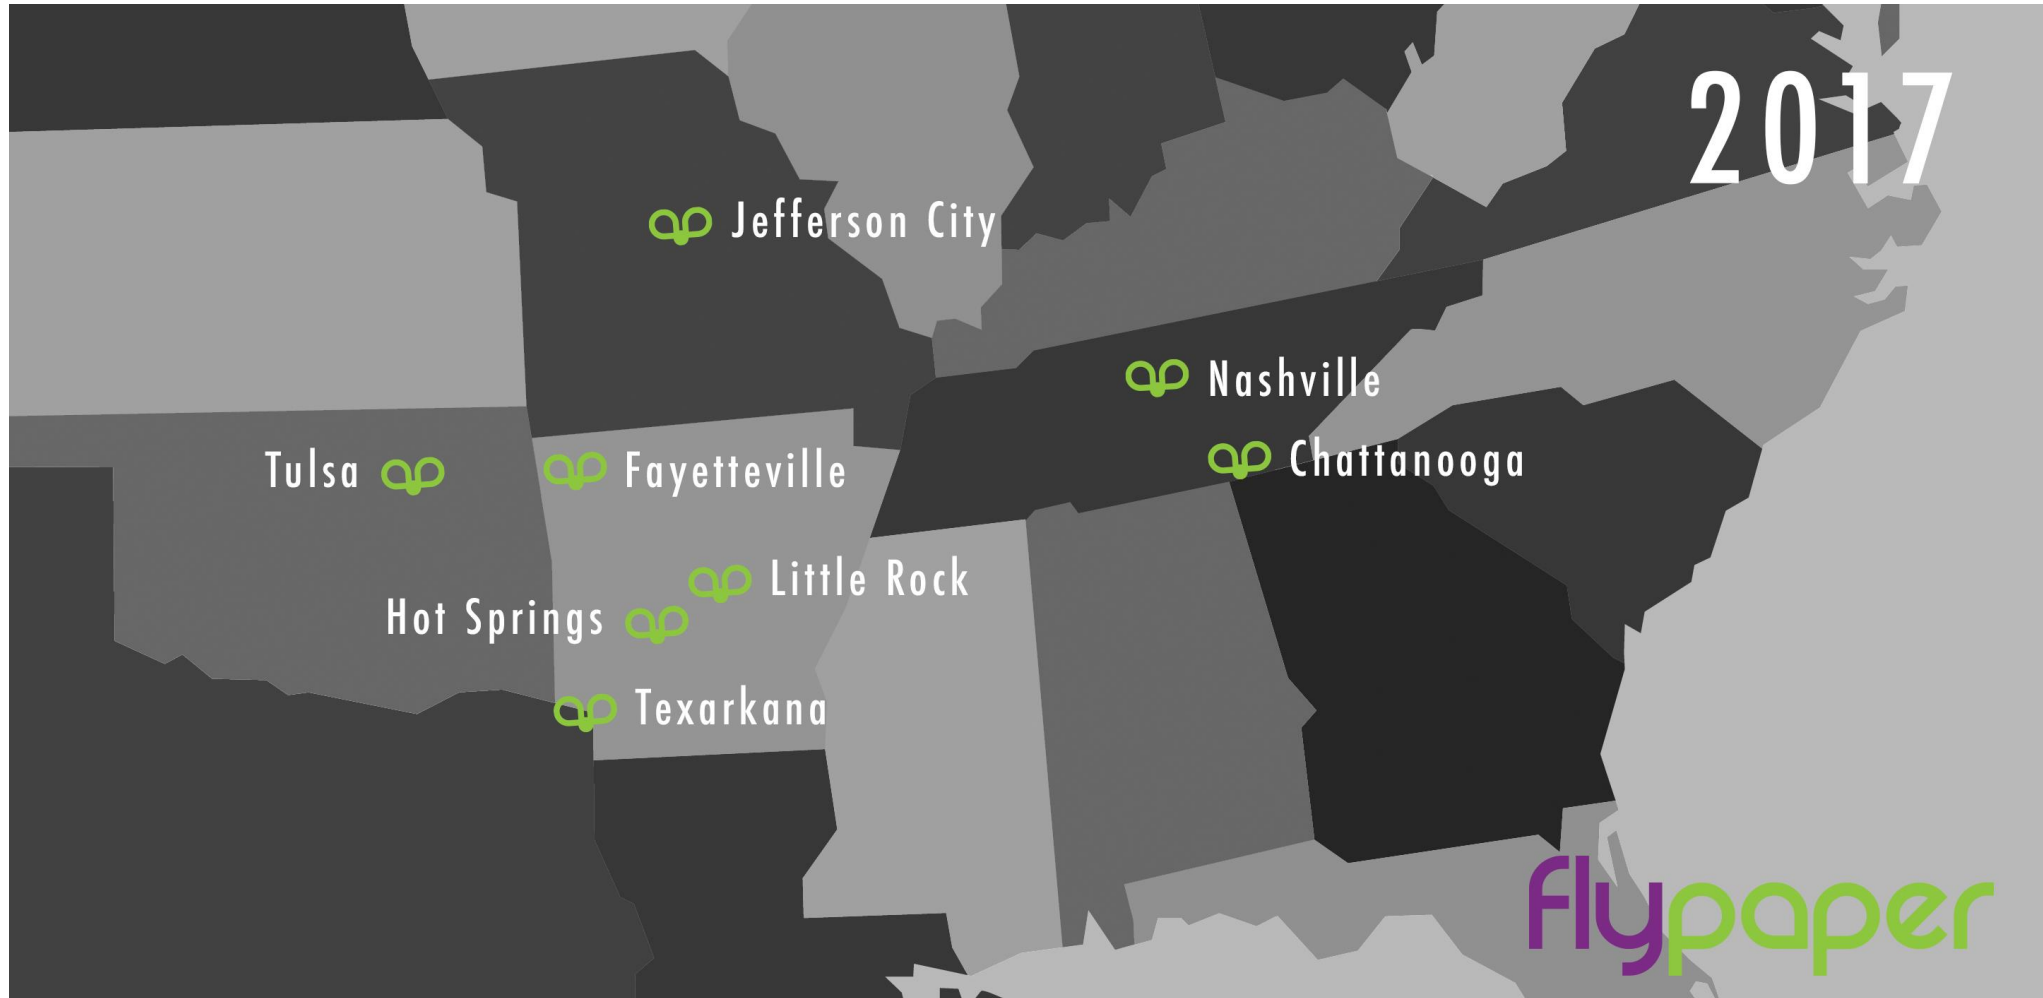 2017
Jefferson City
Nashville
Chattanooga
Tulsa
Fayetteville
Little Rock
Hot Springs
Texarkana
flypaper